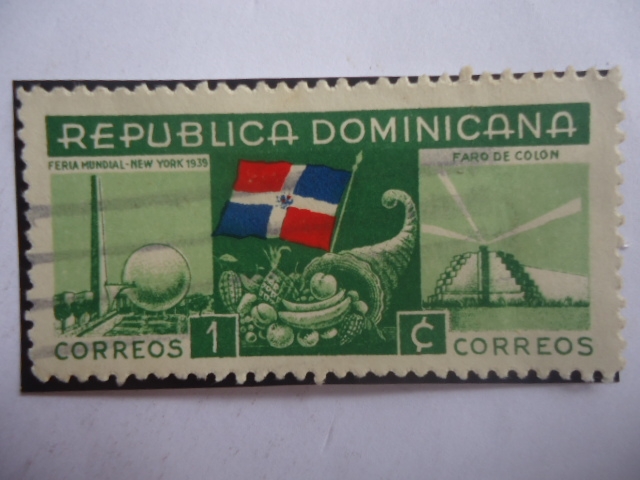 REPUBLICA DOMINICANA
FERIA MUNDIAL-NEW YORK 1939
FARO DE COLON
CORREOS 1 ¢ CORREOS